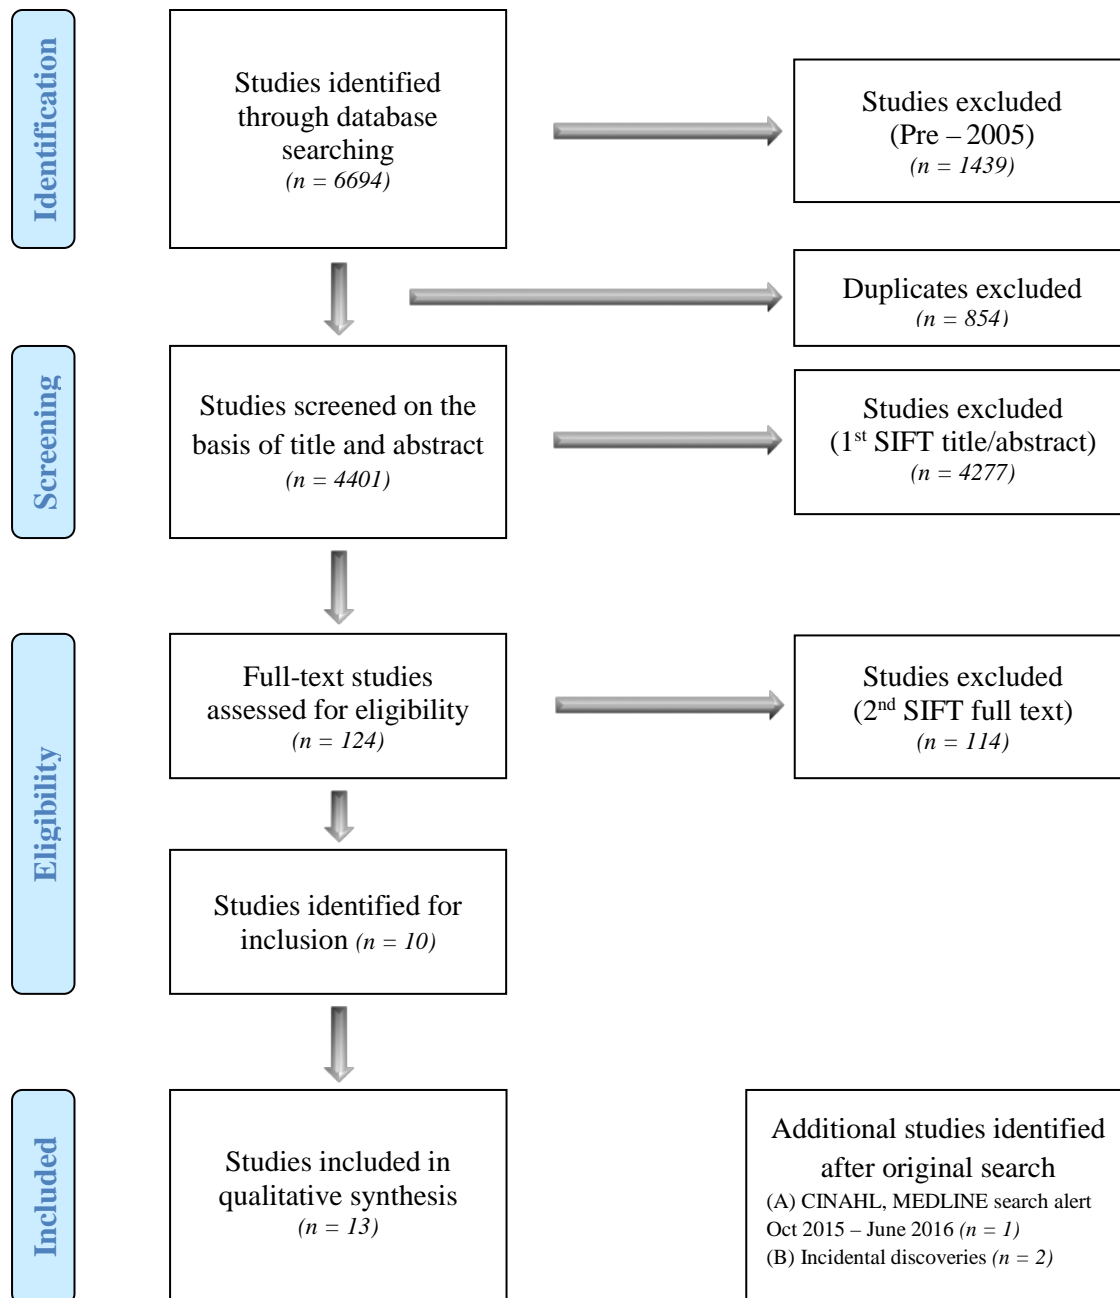 Identification
Studies identified
through database
searching
(n = 6694)
Studies excluded
(Pre – 2005)
(n = 1439)
Duplicates excluded
(n = 854)
Screening
Studies screened on the
basis of title and abstract
(n = 4401)
Studies excluded
(1st SIFT title/abstract)
(n = 4277)
Eligibility
Full-text studies
assessed for eligibility
(n = 124)
Studies excluded
(2nd SIFT full text)
(n = 114)
Studies identified for
inclusion (n = 10)
Included
Studies included in
qualitative synthesis
(n = 13)
Additional studies identified
after original search
(A) CINAHL, MEDLINE search alert
Oct 2015 – June 2016 (n = 1)
(B) Incidental discoveries (n = 2)